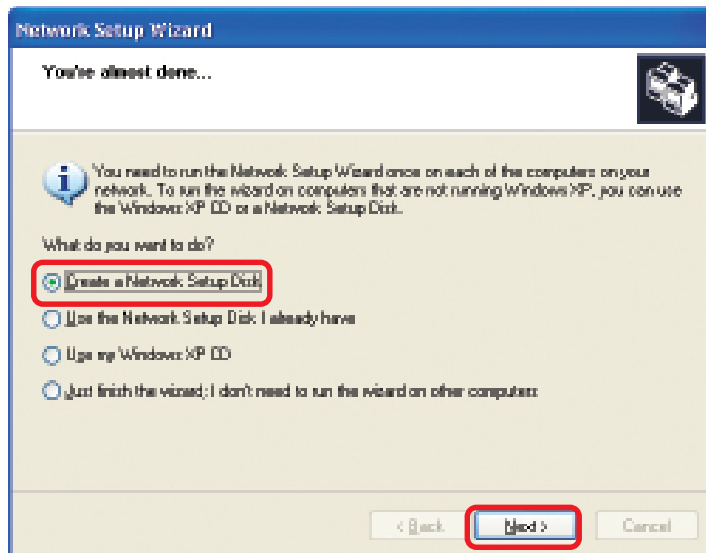 Network Setup Wizard
You're almost done...
You need to run the Network Setup Wizard once on each of the computers on your
network. To run the wizard on computers that are not running Windows XP, you can use
the Windows XP CD or a Network Setup Disk.
What do you want to do?
Create a Network Setup Disk
Use the Network Setup Disk I already have
Use my Windows XP CD
Just finish the wizard; I don't need to run the wizard on other computers
< Back
Next >
Cancel